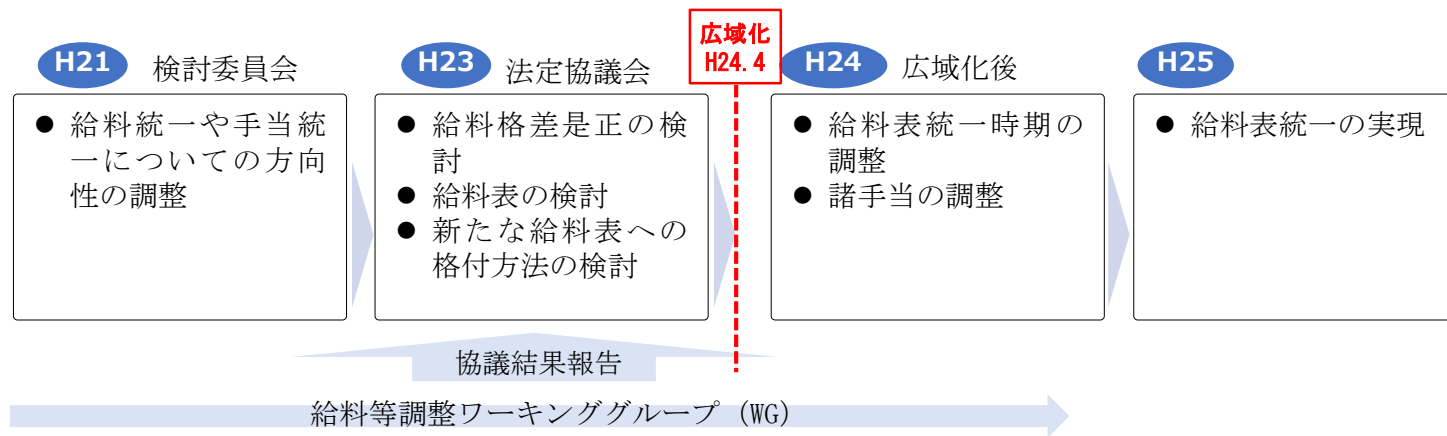 広域化
H24.4
H21 検討委員会
H23 法定協議会
H24 広域化後
H25
● 給料統一や手当統
一についての方向
性の調整
● 給料格差是正の検
討
● 給料表の検討
● 新たな給料表への
格付方法の検討
● 給料表統一時期の
調整
● 諸手当の調整
● 給料表統一の実現
協議結果報告
給料等調整ワーキンググループ (WG)